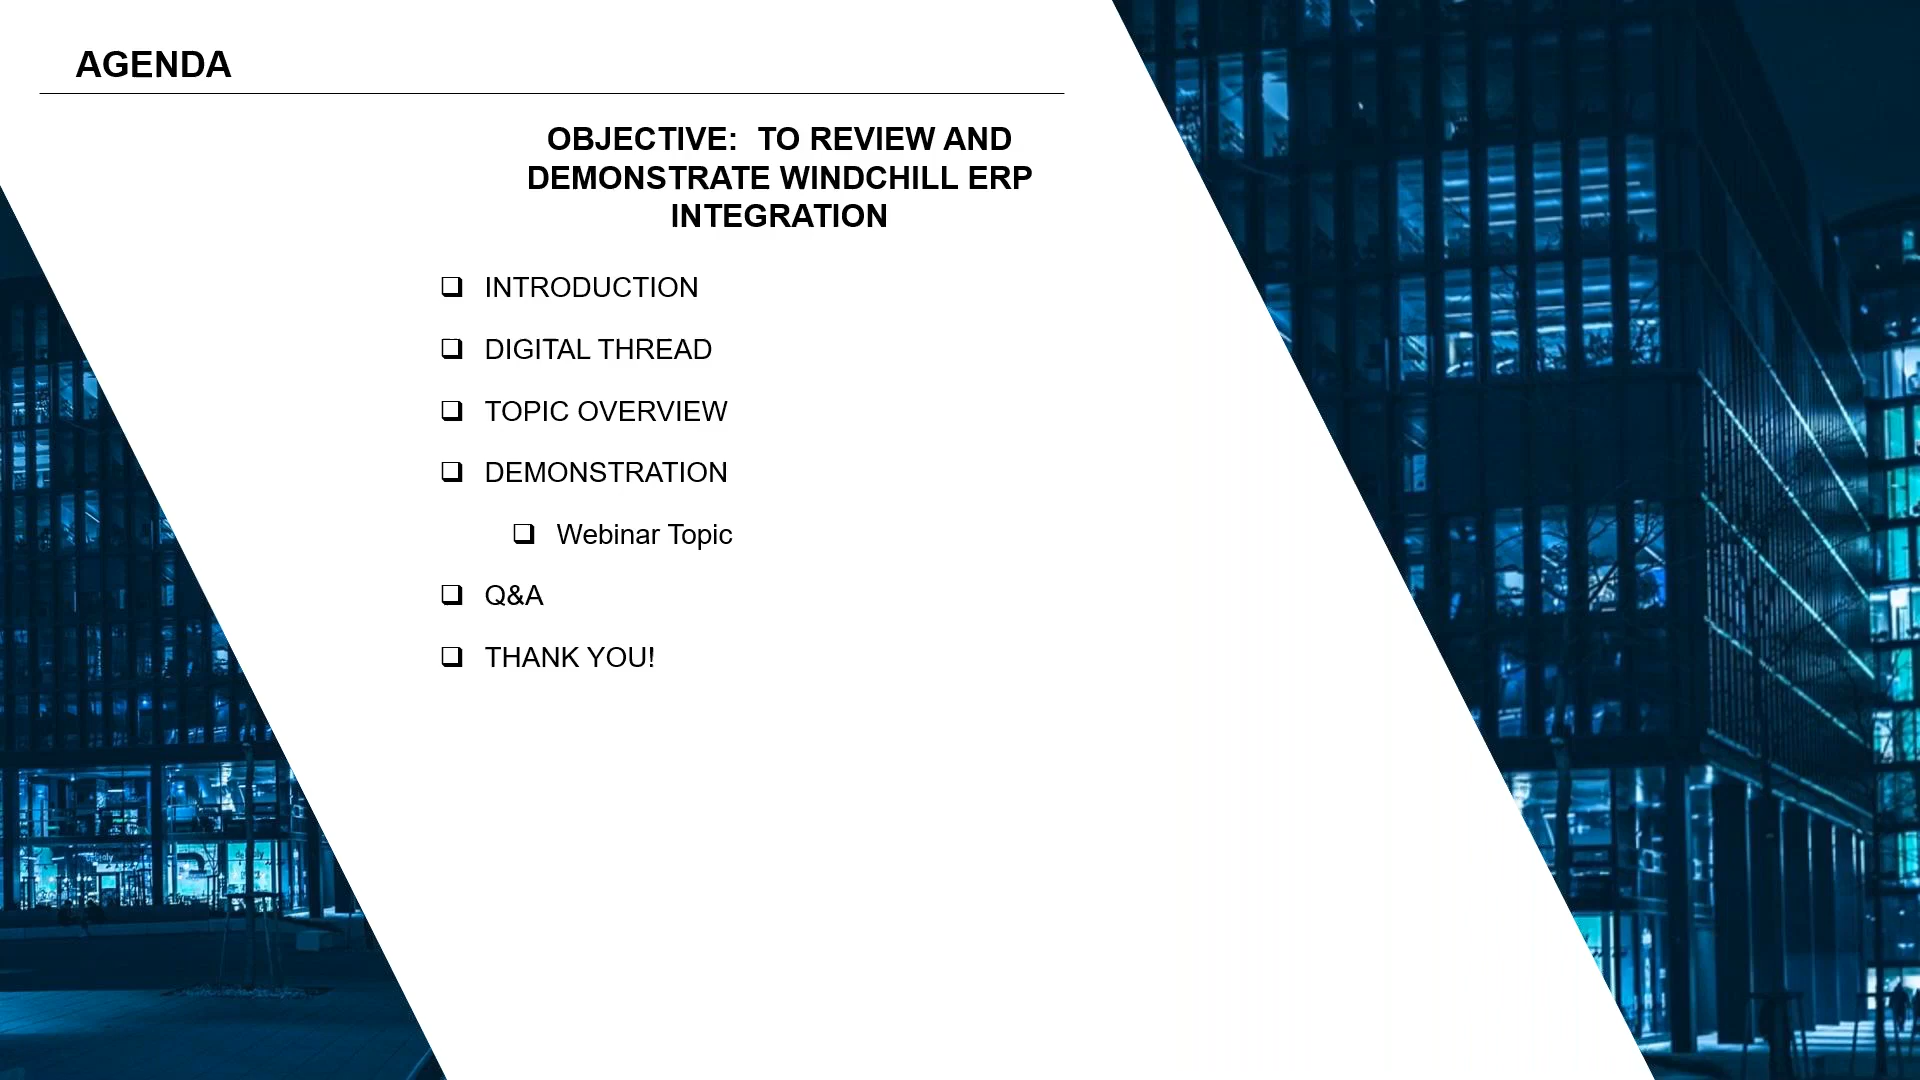 AGENDA
OBJECTIVE:  TO REVIEW AND
DEMONSTRATE WINDCHILL ERP
INTEGRATION
❑ INTRODUCTION
❑ DIGITAL THREAD
❑ TOPIC OVERVIEW
❑ DEMONSTRATION
❑ Webinar Topic
❑ Q&A
❑ THANK YOU!